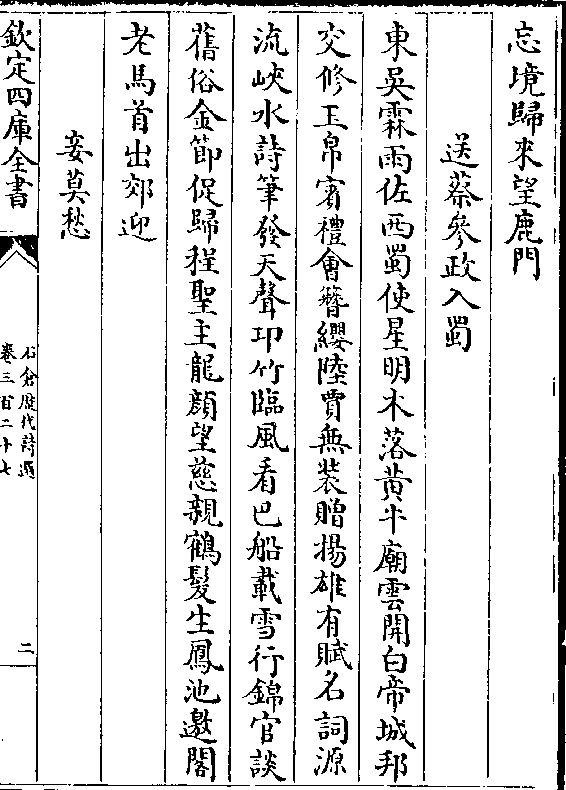 忘境歸來望鹿門
送蔡參政入蜀
東吳霖雨佐西蜀使星明木落黃牛廟雲開白帝城邦
交修玉帛賓禮會簪纓陸賈無裝贈揚雄有賦名詞源
流峽水詩筆發天聲卭竹臨風看巴船載雪行錦官談
舊俗金節促歸程聖主龍顔望慈親鶴髮生鳳池邀閣
老馬首出郊迎
妾莫愁
欽定四庫全書
石倉歷代詩選
卷三百二十七
二